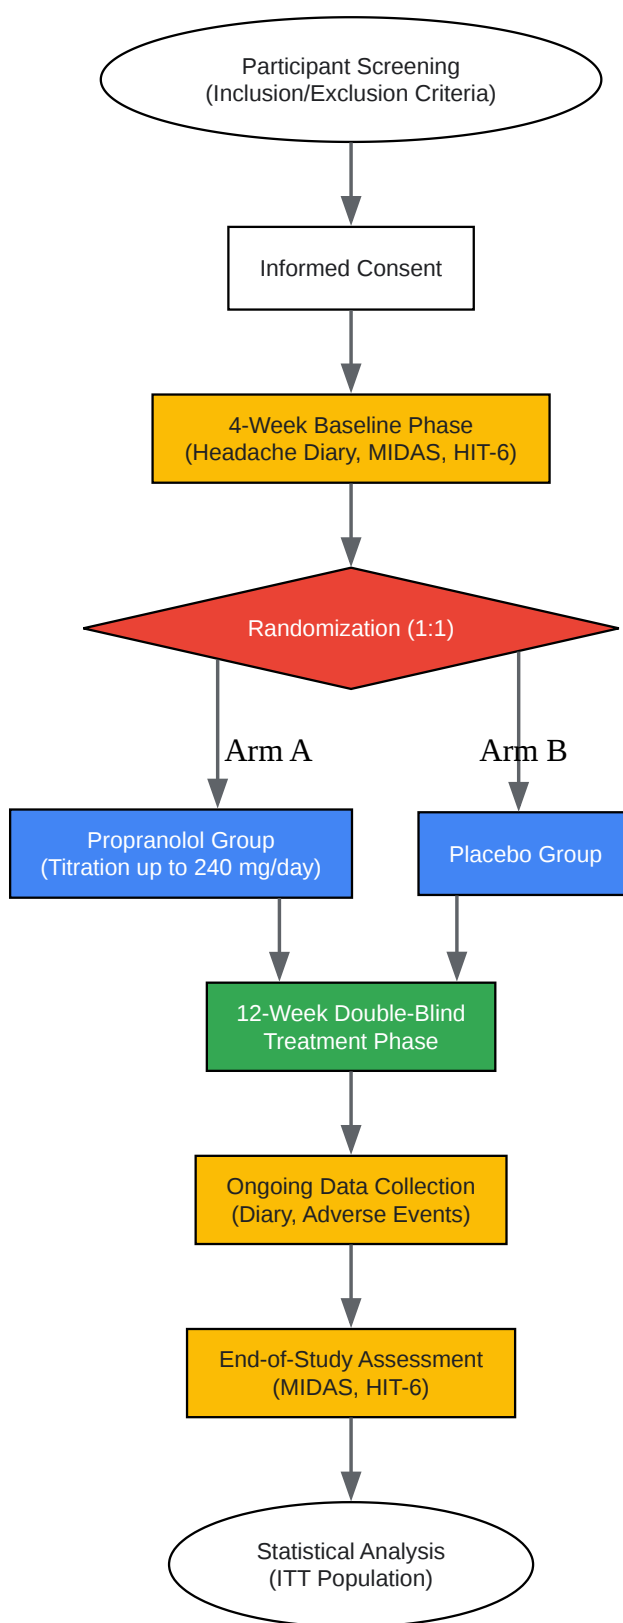 Participant Screening
(Inclusion/Exclusion Criteria)
Informed Consent
4-Week Baseline Phase
(Headache Diary, MIDAS, HIT-6)
Randomization (1:1)
Arm A
Arm B
Propranolol Group
(Titration up to 240 mg/day)
Placebo Group
12-Week Double-Blind
Treatment Phase
Ongoing Data Collection
(Diary, Adverse Events)
End-of-Study Assessment
(MIDAS, HIT-6)
Statistical Analysis
(ITT Population)